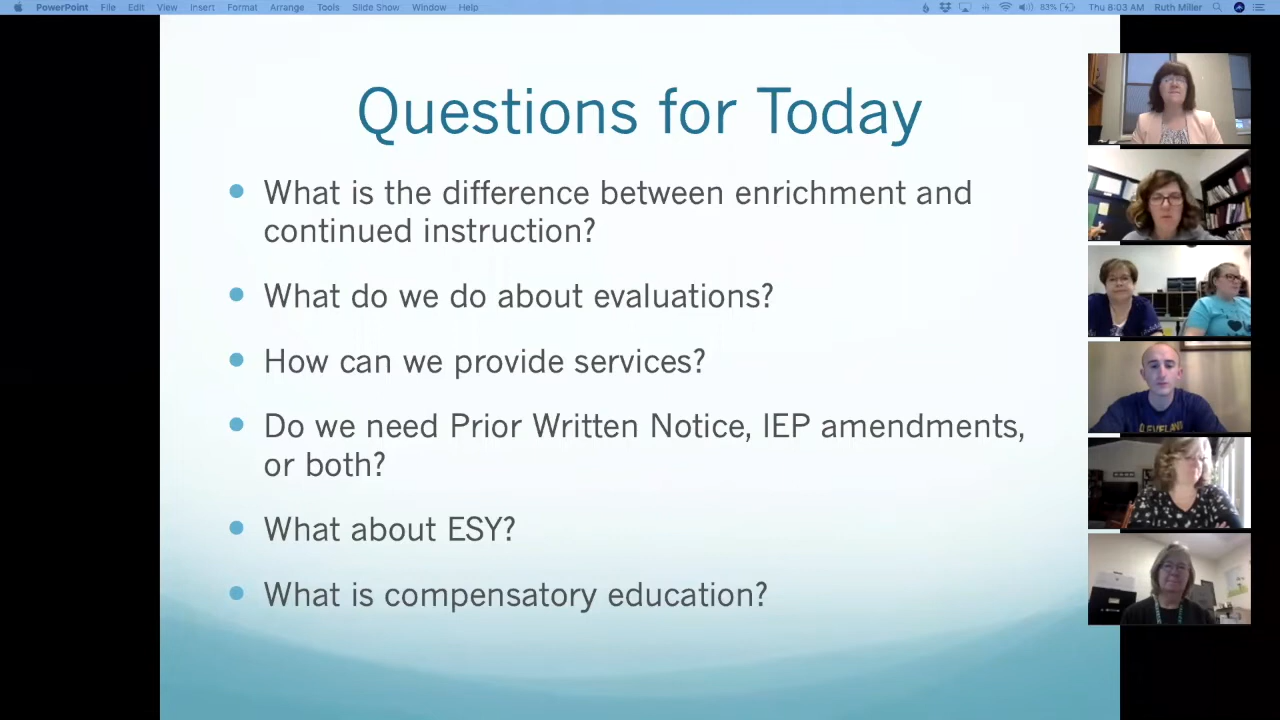 PowerPoint File Edit View Insert Format Arrange Tools Slide Show Window Help 83% Thu 8:03 AM Ruth Miller
Questions for Today
• What is the difference between enrichment and
continued instruction?
• What do we do about evaluations?
• How can we provide services?
• Do we need Prior Written Notice, IEP amendments,
or both?
• What about ESY?
• What is compensatory education?